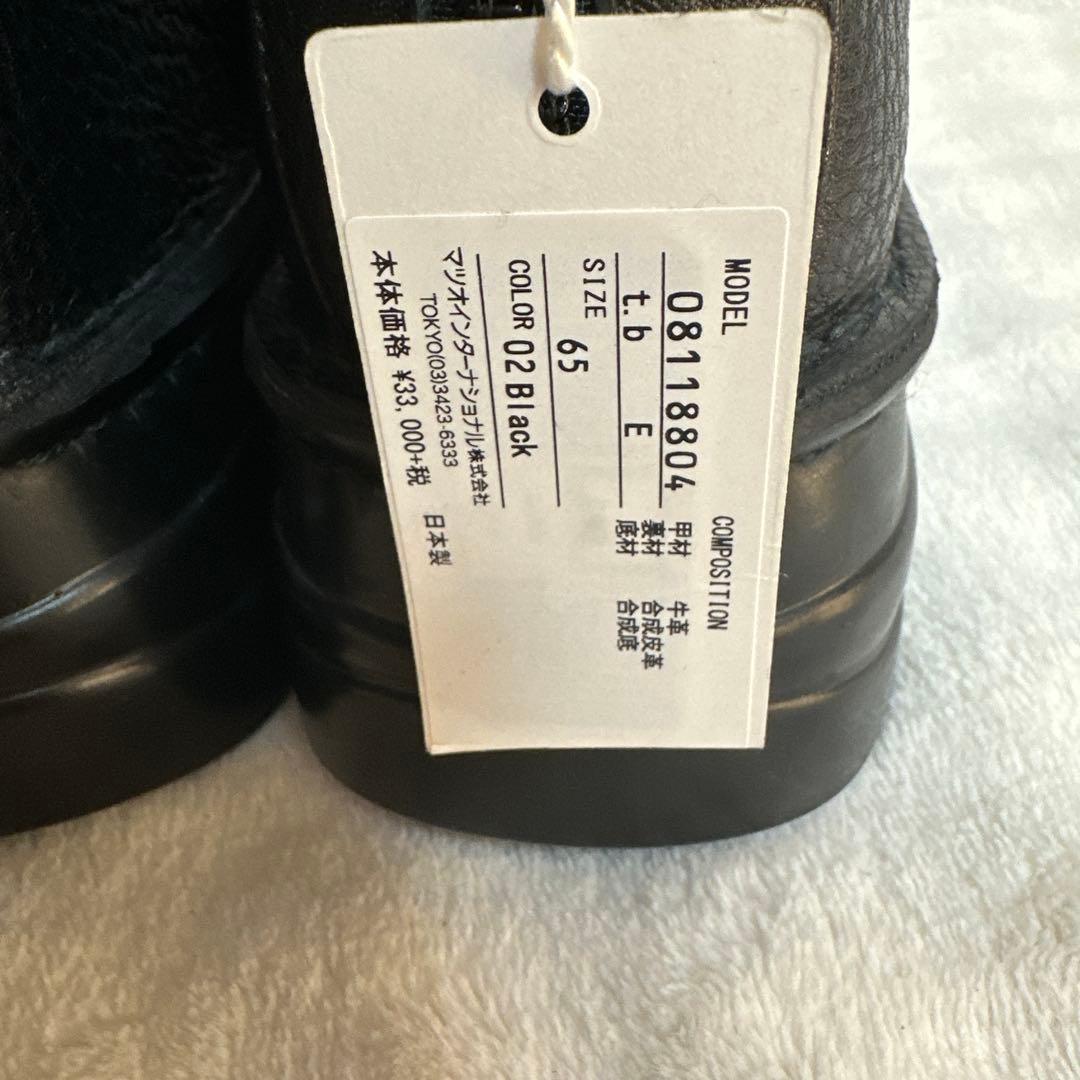 MODEL
08118804
t.b E
SIZE
65
COLOR 02 Black
マツオインターナショナル株式会社
TOKYO(03)3423-6333
本体価格 ¥33,000+税 日本製
COMPOSITION
甲材 牛革
裏材 合成皮革
底材 合成底